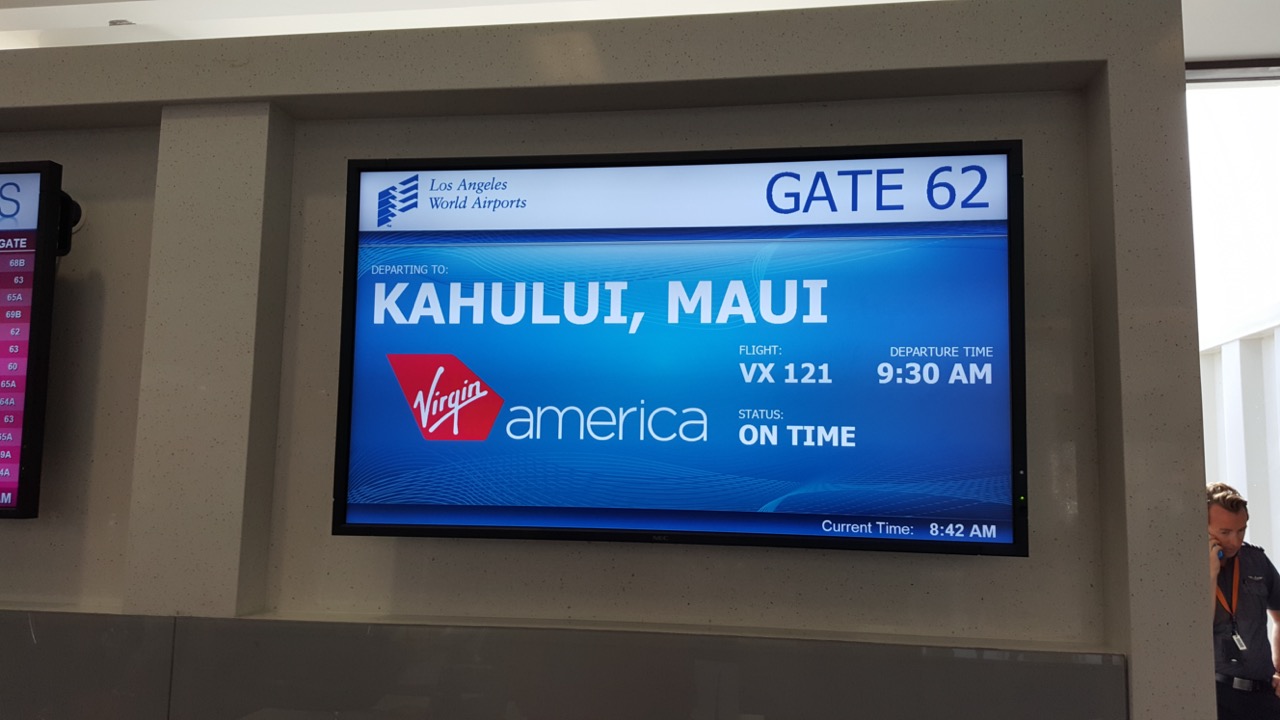 S
GATE
68B
63
65A
69B
62
63
60
65A
64A
63
65A
9A
4A
M
Los Angeles
World Airports
GATE 62
DEPARTING TO:
KAHULUI, MAUI
Virgin america
FLIGHT:
VX 121
DEPARTURE TIME
9:30 AM
STATUS:
ON TIME
Current Time: 8:42 AM